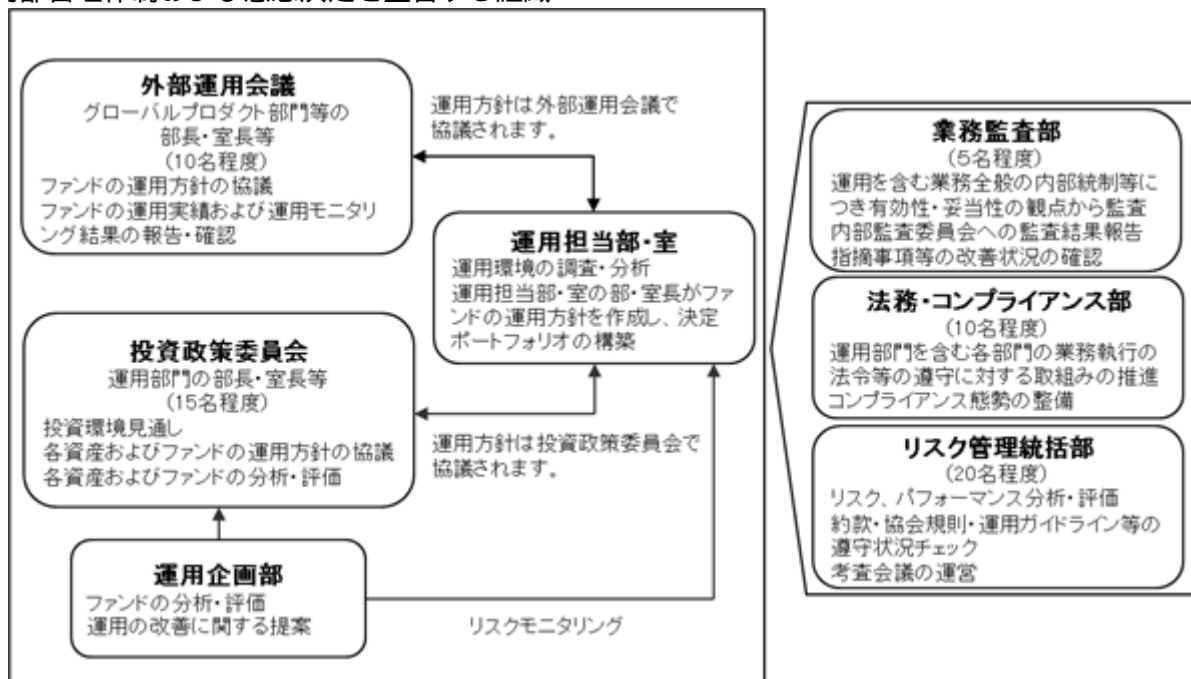 外部運用会議
グローバルプロダクト部門等の
部長・室長等
(10名程度)
ファンドの運用方針の協議
ファンドの運用実績および運用モニタリ
ング結果の報告・確認
運用方針は外部運用会議で
協議されます。
運用担当部・室
運用環境の調査・分析
運用担当部・室の部・室長がファ
ンドの運用方針を作成し、決定
ポートフォリオの構築
投資政策委員会
運用部門の部長・室長等
(15名程度)
投資環境見通し
各資産およびファンドの運用方針の協議
各資産およびファンドの分析・評価
運用方針は投資政策委員会で
協議されます。
運用企画部
ファンドの分析・評価
運用の改善に関する提案
リスクモニタリング
業務監査部
(5名程度)
運用を含む業務全般の内部統制等に
つき有効性・妥当性の観点から監査
内部監査委員会への監査結果報告
指摘事項等の改善状況の確認
法務・コンプライアンス部
(10名程度)
運用部門を含む各部門の業務執行の
法令等の遵守に対する取組みの推進
コンプライアンス態勢の整備
リスク管理統括部
(20名程度)
リスク、パフォーマンス分析・評価
約款・協会規則・運用ガイドライン等の
遵守状況チェック
考査会議の運営